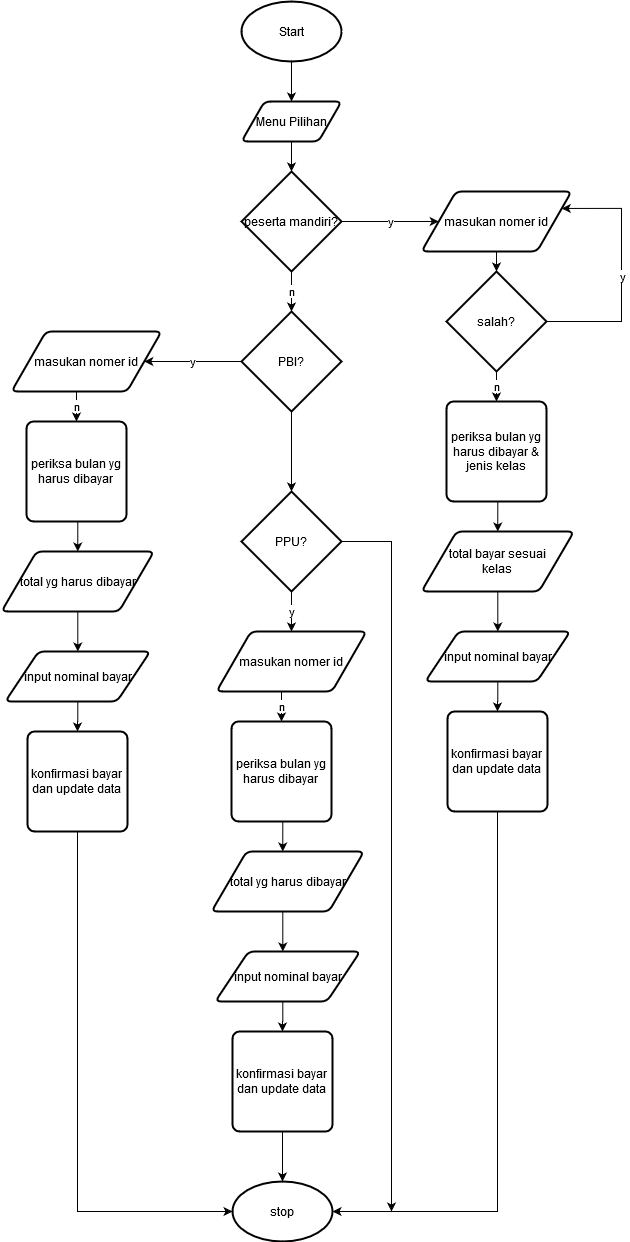 Start
Menu Pilihan
peserta mandiri?
y
masukan nomer id
n
salah?
y
PBI?
y
masukan nomer id
n
n
periksa bulan yg
harus dibayar
periksa bulan yg
harus dibayar &
jenis kelas
PPU?
total yg harus dibayar
total bayar sesuai
kelas
y
masukan nomer id
input nominal bayar
input nominal bayar
n
periksa bulan yg
harus dibayar
konfirmasi bayar
dan update data
konfirmasi bayar
dan update data
total yg harus dibayar
input nominal bayar
konfirmasi bayar
dan update data
stop